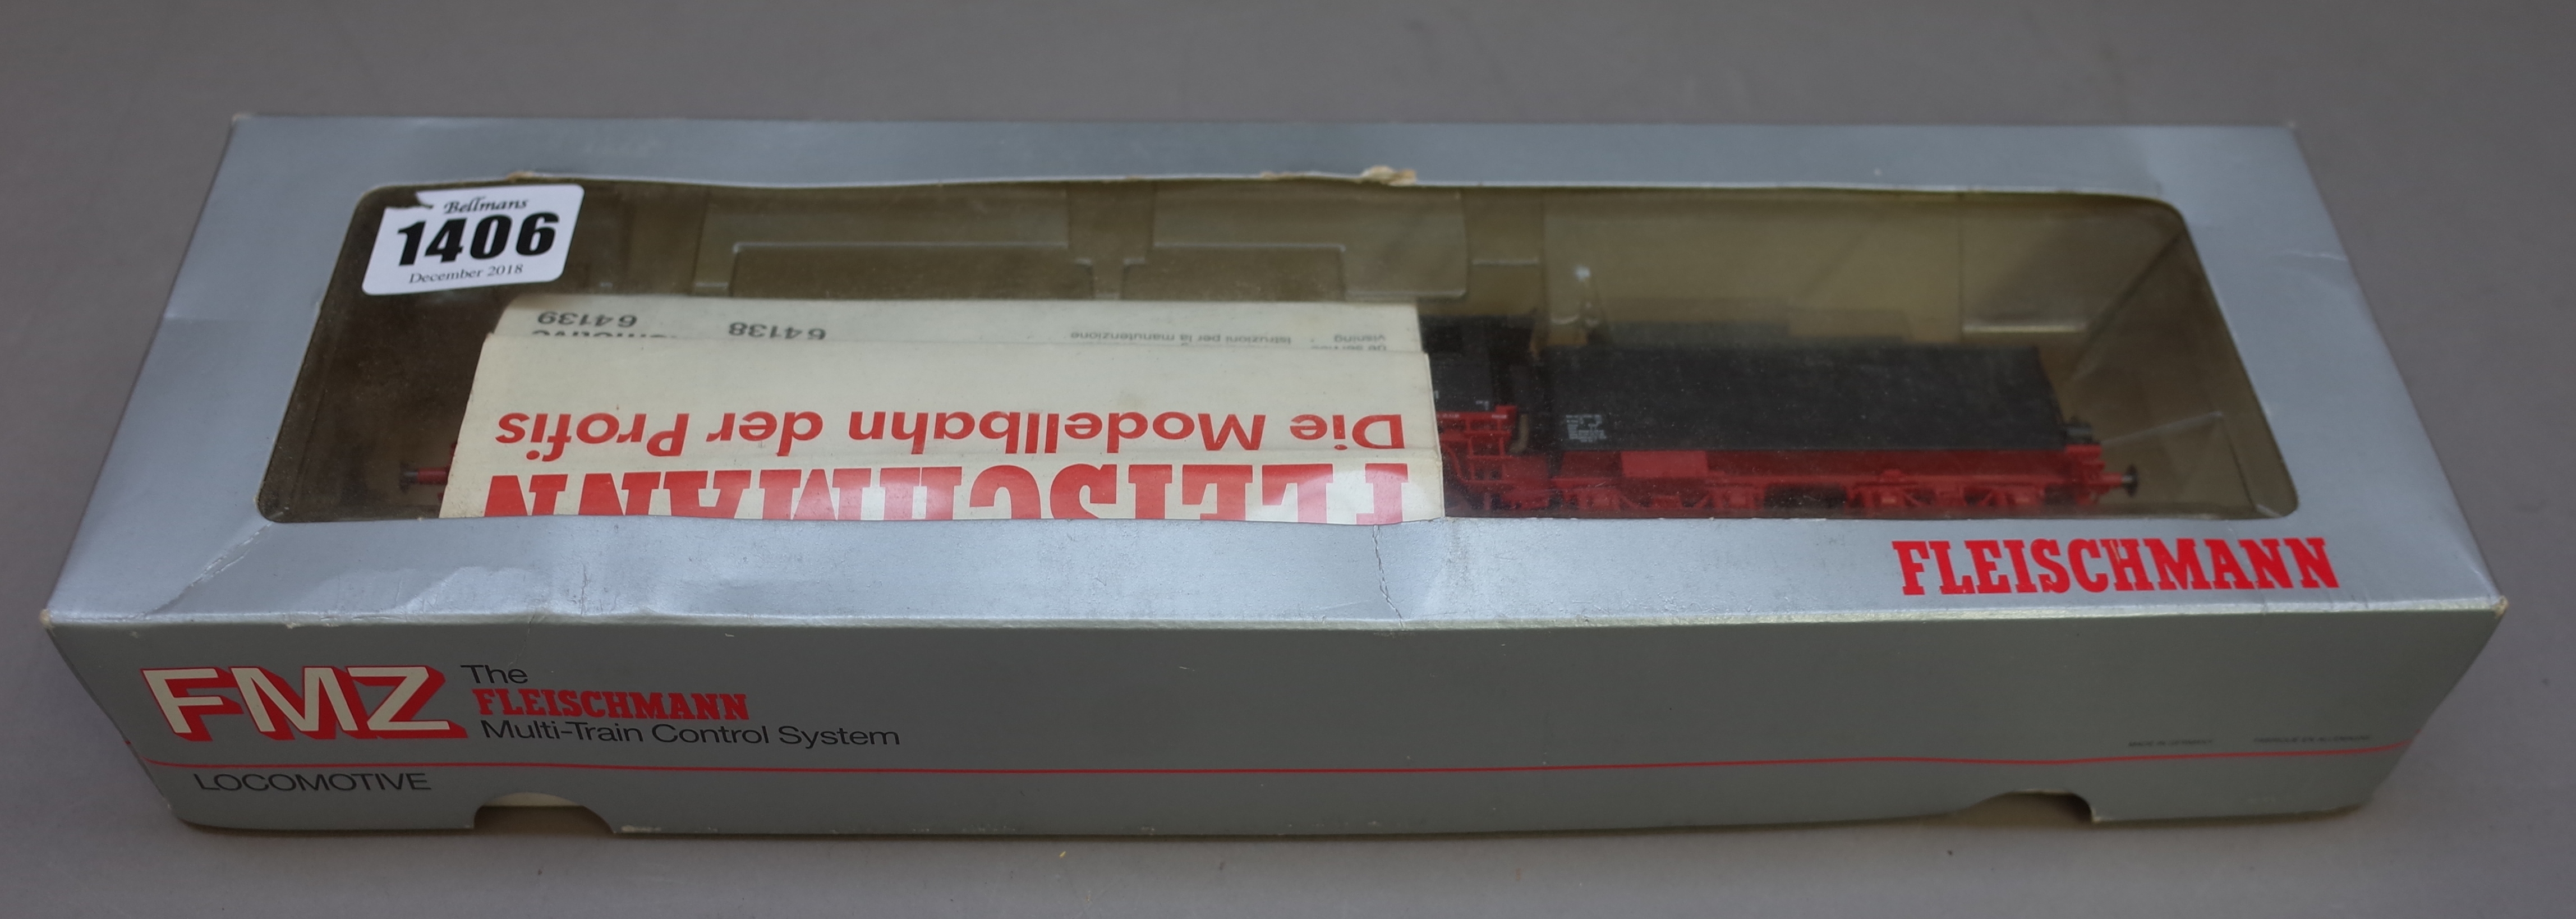 Bellmans
1406
December 2018
64139
64138
Istruzioni per la manutenzione
visning
Die Modellbahn der Profis
FLEISCHMANN
FLEISCHMANN
FMZ
The
FLEISCHMANN
Multi-Train Control System
LOCOMOTIVE